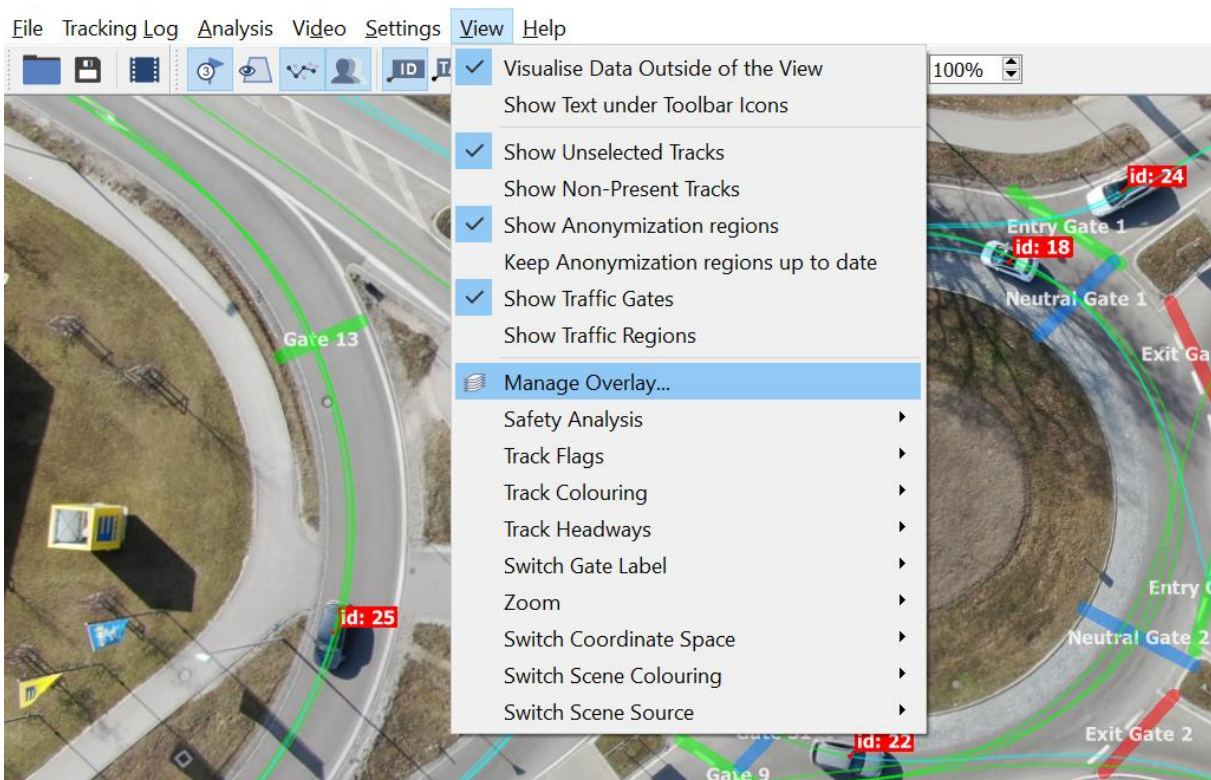 File Tracking Log Analysis Video Settings View Help
3
ID
100%
Visualise Data Outside of the View
Show Text under Toolbar Icons
Show Unselected Tracks
Show Non-Present Tracks
Show Anonymization regions
Keep Anonymization regions up to date
Show Traffic Gates
Show Traffic Regions
Manage Overlay...
Safety Analysis
Track Flags
Track Colouring
Track Headways
Switch Gate Label
Zoom
Switch Coordinate Space
Switch Scene Colouring
Switch Scene Source
Gate 13
id: 25
id: 24
Entry Gate 1
id: 18
Neutral Gate 1
Exit Ga
Entry
Neutral Gate 2
Exit Gate 2
id: 22
Gate 9